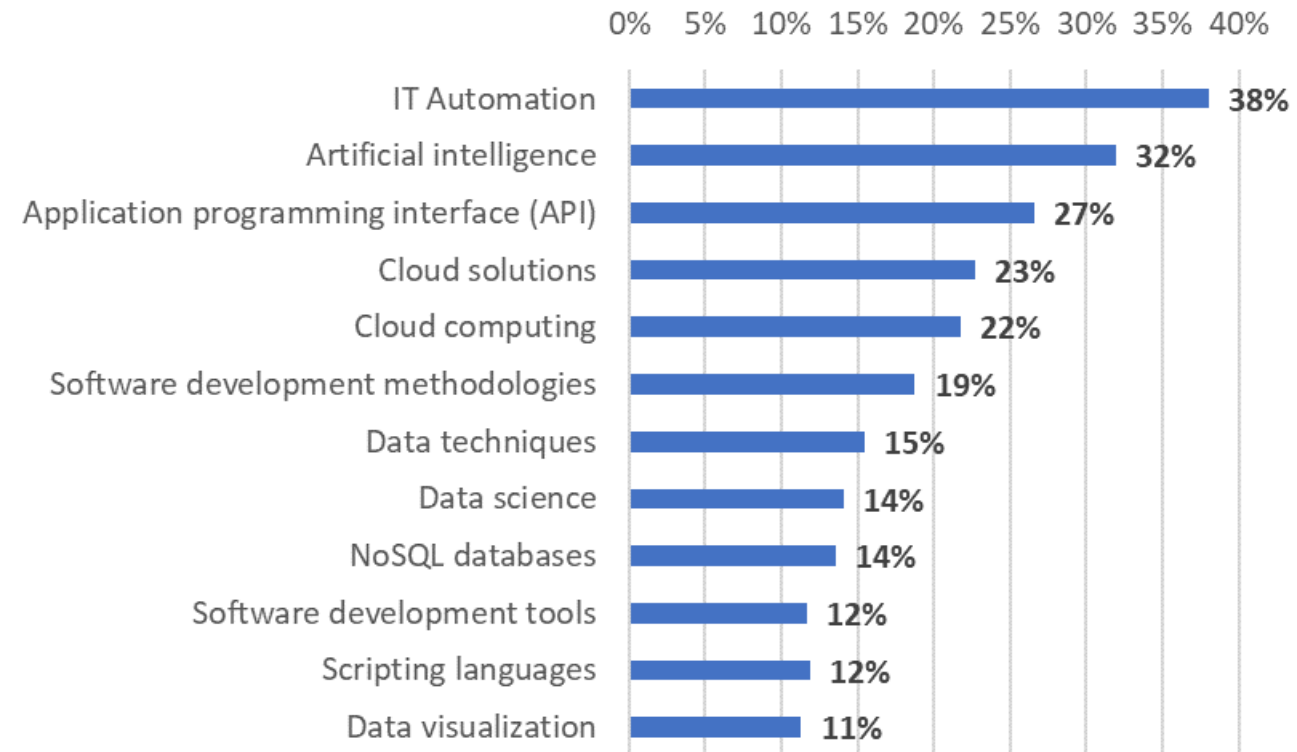 0% 5% 10% 15% 20% 25% 30% 35% 40%
IT Automation 38%
Artificial intelligence 32%
Application programming interface (API) 27%
Cloud solutions 23%
Cloud computing 22%
Software development methodologies 19%
Data techniques 15%
Data science 14%
NoSQL databases 14%
Software development tools 12%
Scripting languages 12%
Data visualization 11%